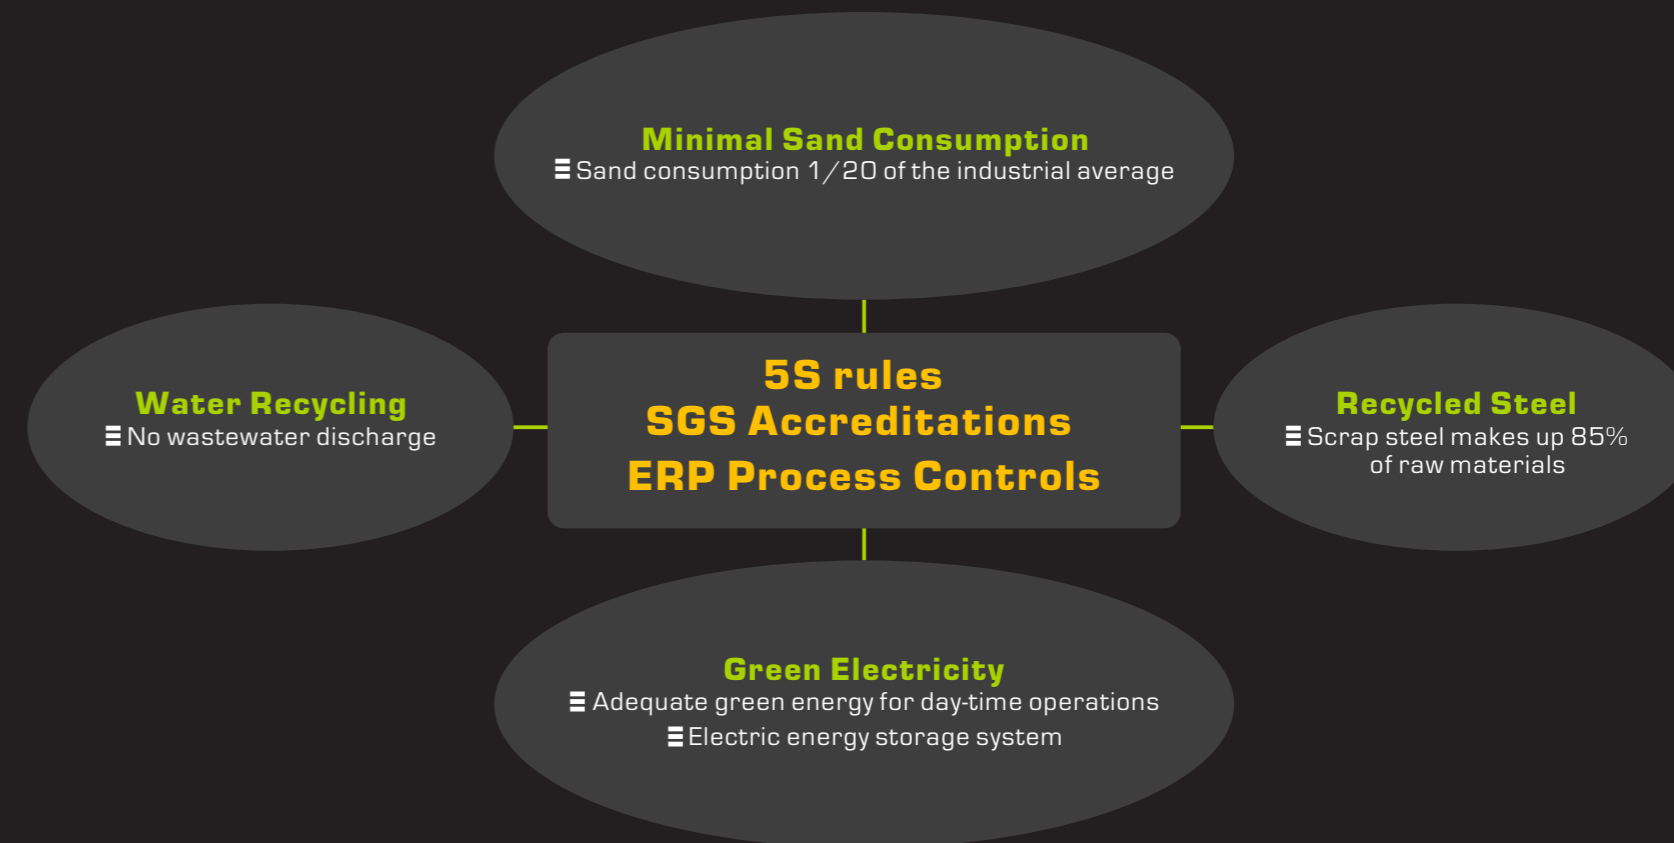 Minimal Sand Consumption
Sand consumption 1/20 of the industrial average
Water Recycling
No wastewater discharge
5S rules
SGS Accreditations
ERP Process Controls
Recycled Steel
Scrap steel makes up 85%
of raw materials
Green Electricity
Adequate green energy for day-time operations
Electric energy storage system